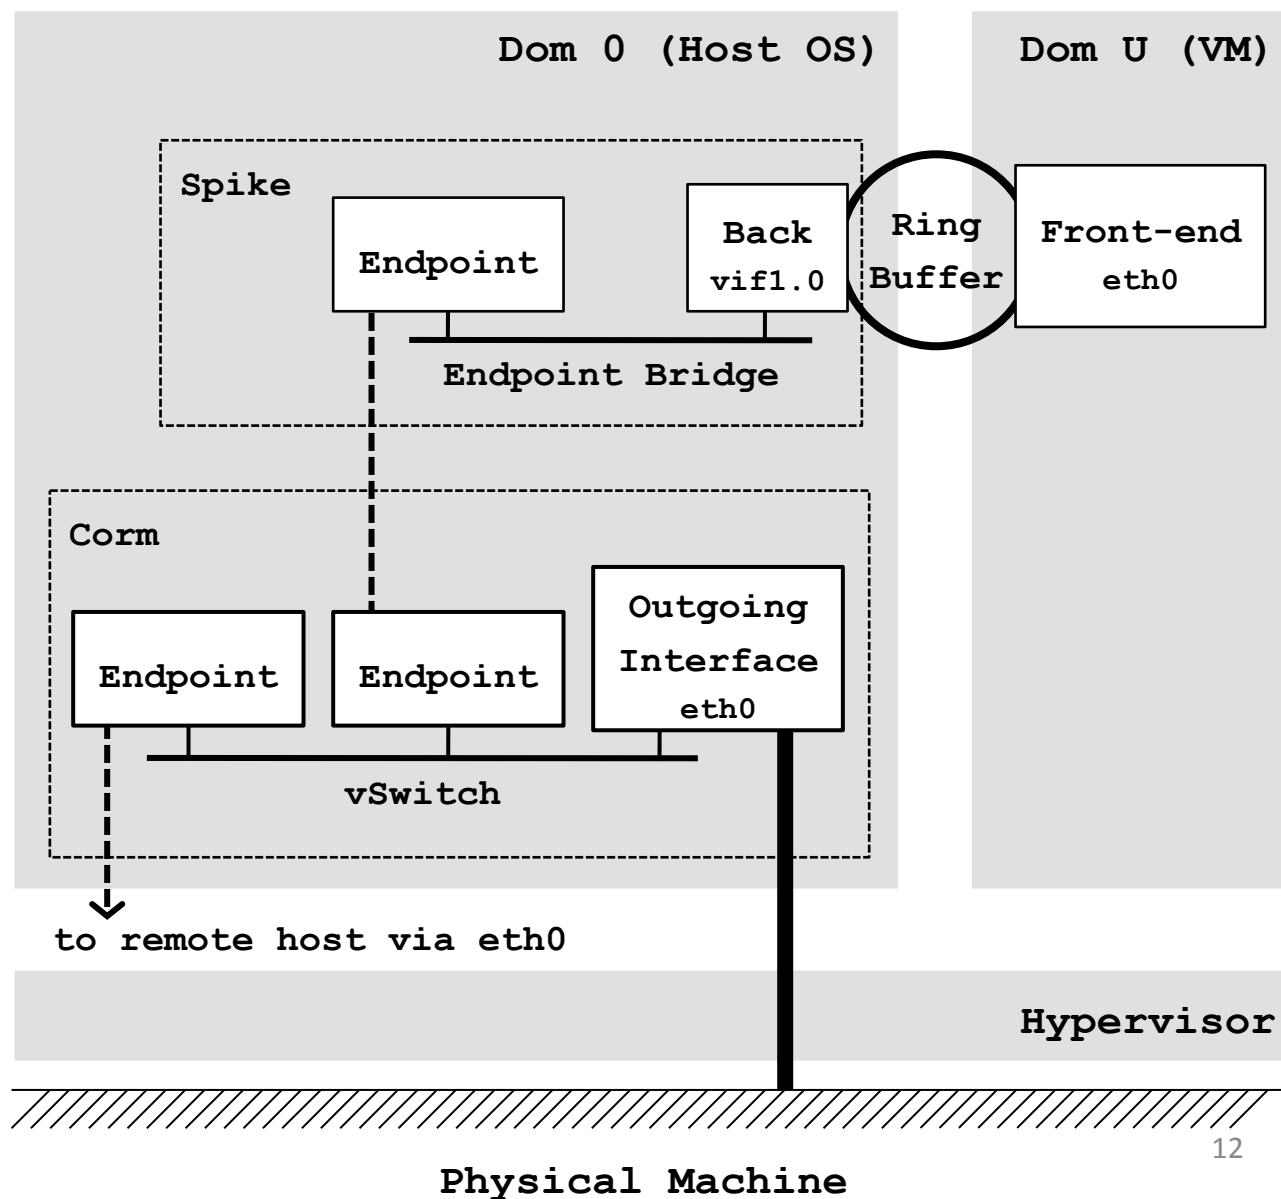 Dom 0 (Host OS)
Dom U (VM)
Spike
Endpoint
Back
vif1.0
Ring
Buffer
Front-end
eth0
Endpoint Bridge
Corm
Endpoint
Endpoint
Outgoing
Interface
eth0
vSwitch
to remote host via eth0
Hypervisor
12
Physical Machine